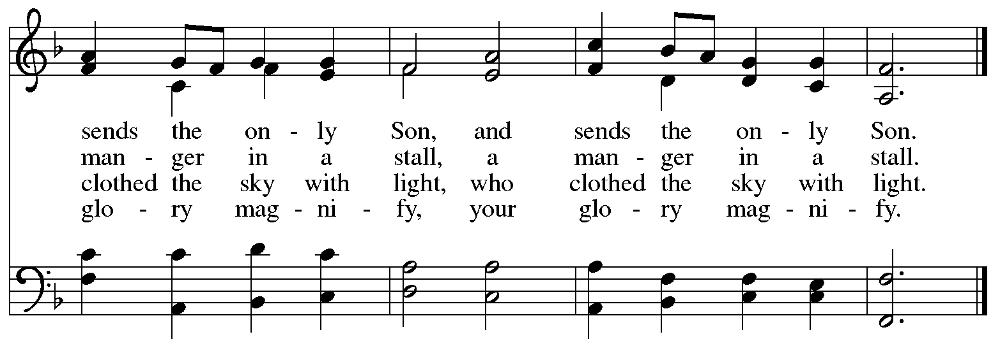 sends the on - ly Son, and sends the on - ly Son.
man - ger in a stall, a man - ger in a stall.
clothed the sky with light, who clothed the sky with light.
glo - ry mag - ni - fy, your glo - ry mag - ni - fy.